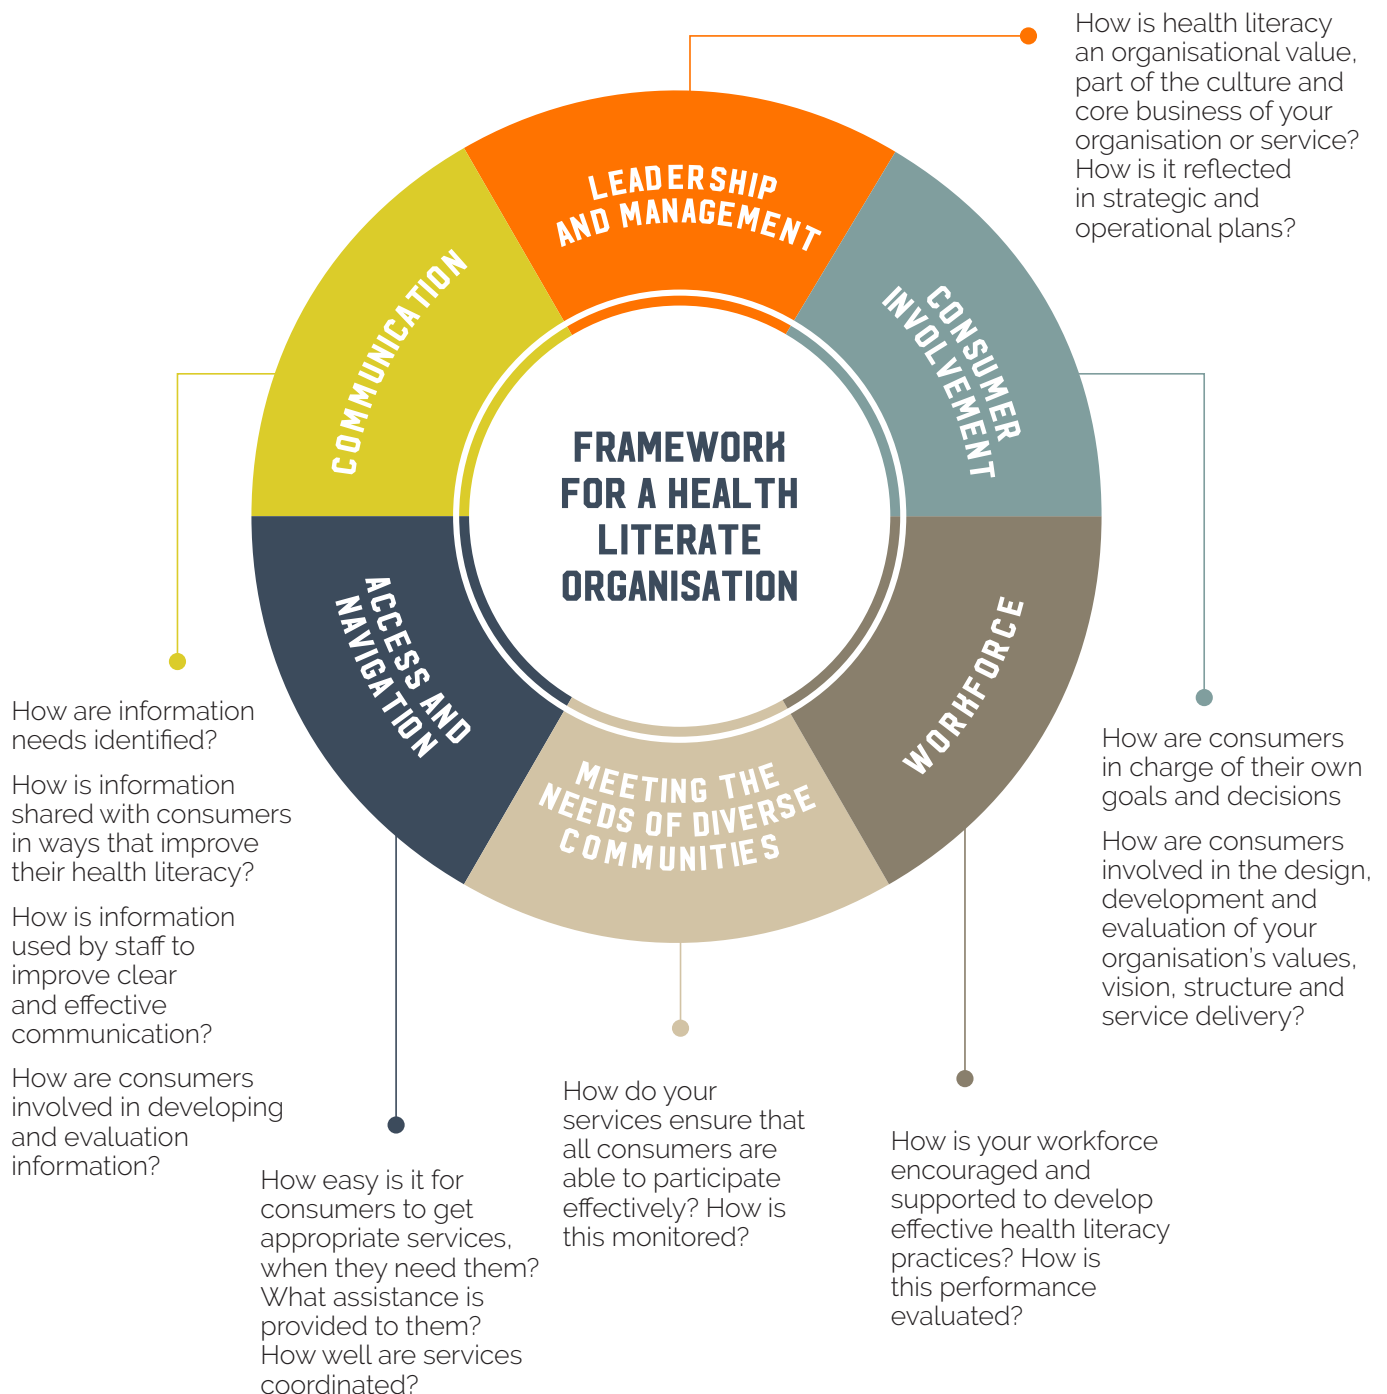 How is health literacy
an organisational value,
part of the culture and
core business of your
organisation or service?
How is it reflected
in strategic and
operational plans?
LEADERSHIP
AND MANAGEMENT
CONSUMER
INVOLVEMENT
WORKFORCE
MEETING THE
NEEDS OF DIVERSE
COMMUNITIES
ACCESS AND
NAVIGATION
COMMUNICATION
FRAMEWORK
FOR A HEALTH
LITERATE
ORGANISATION
How are consumers
in charge of their own
goals and decisions
How are consumers
involved in the design,
development and
evaluation of your
organisation's values,
vision, structure and
service delivery?
How is your workforce
encouraged and
supported to develop
effective health literacy
practices? How is
this performance
evaluated?
How do your
services ensure that
all consumers are
able to participate
effectively? How is
this monitored?
How easy is it for
consumers to get
appropriate services,
when they need them?
What assistance is
provided to them?
How well are services
coordinated?
How are information
needs identified?
How is information
shared with consumers
in ways that improve
their health literacy?
How is information
used by staff to
improve clear
and effective
communication?
How are consumers
involved in developing
and evaluation
information?